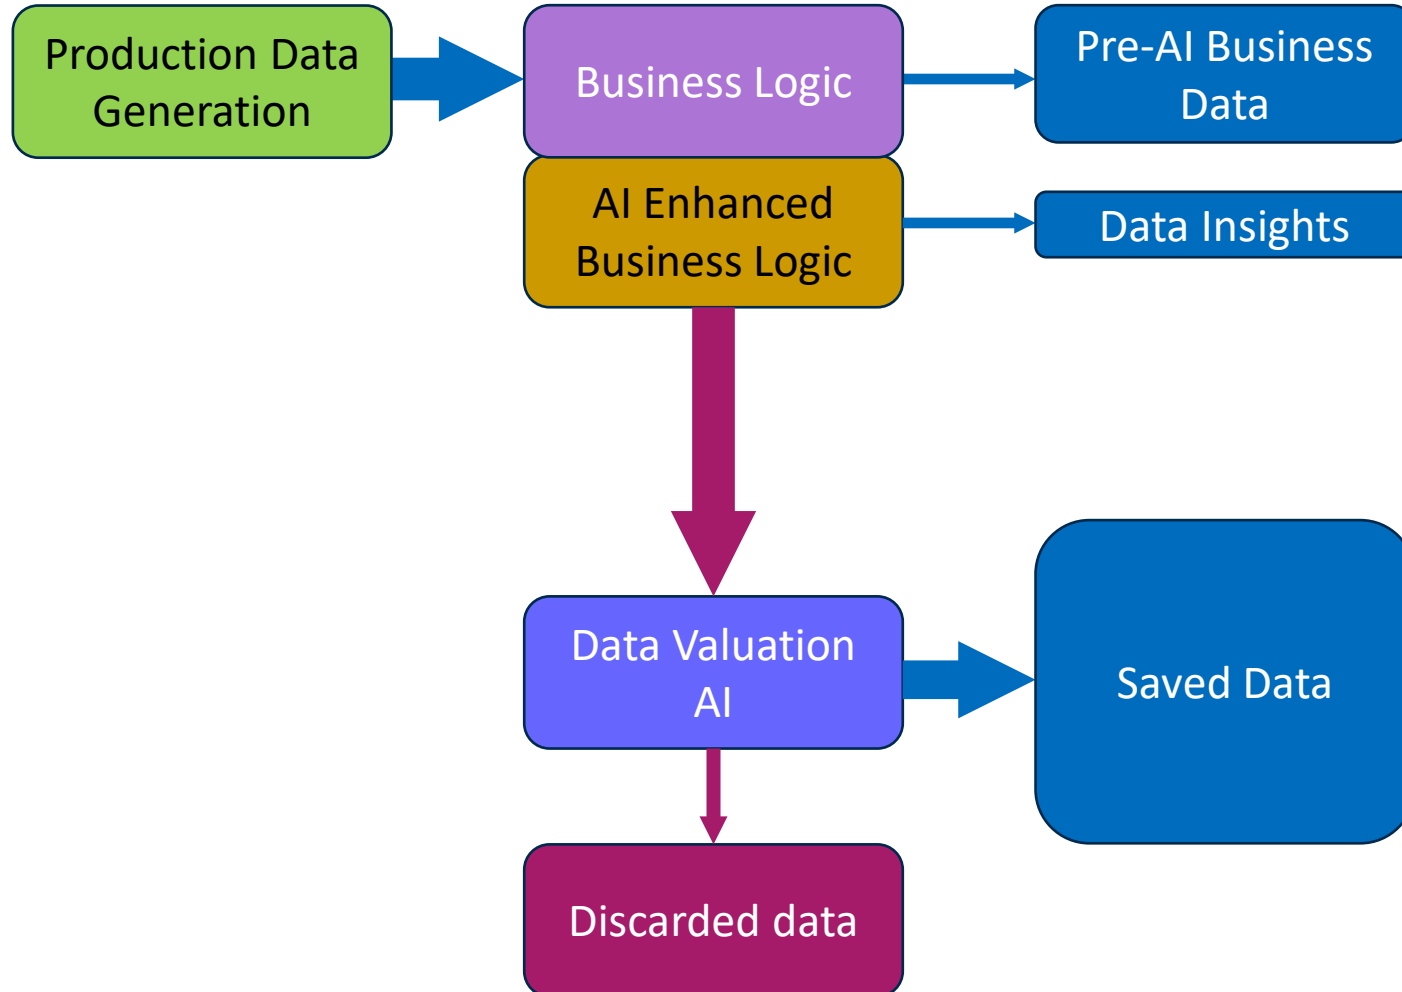 Production Data
Generation
Business Logic
Pre-AI Business
Data
AI Enhanced
Business Logic
Data Insights
Data Valuation
AI
Saved Data
Discarded data